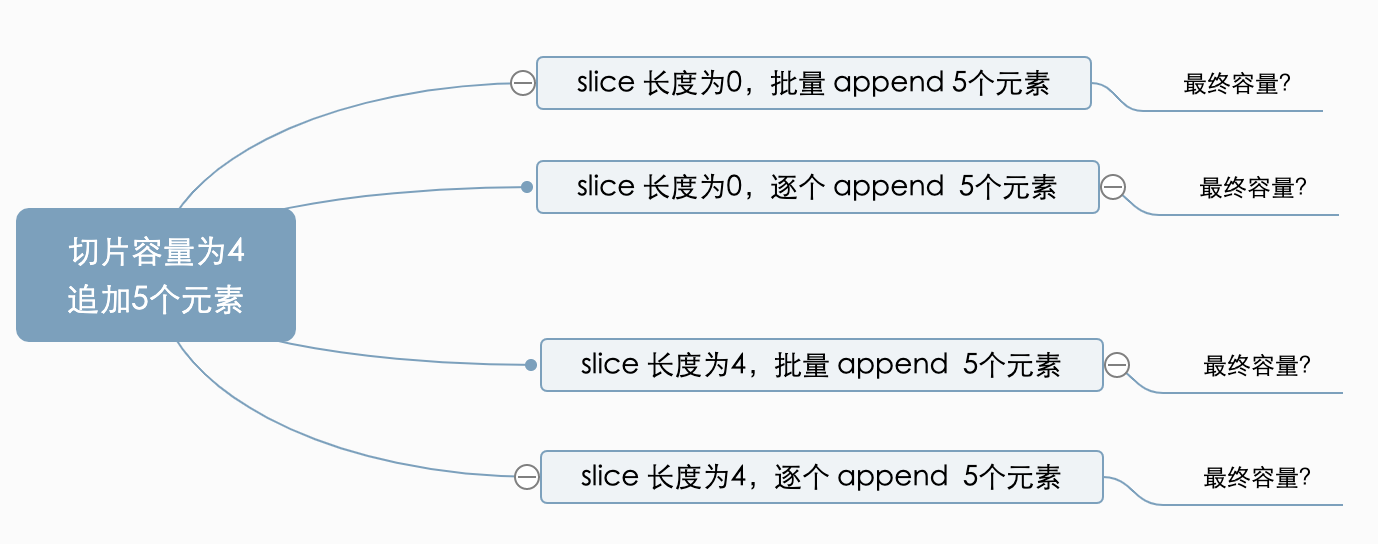 切片容量为4
追加5个元素
slice 长度为0，批量 append 5个元素
最终容量?
slice 长度为0，逐个 append 5个元素
最终容量?
slice 长度为4，批量 append 5个元素
最终容量?
slice 长度为4，逐个 append 5个元素
最终容量?